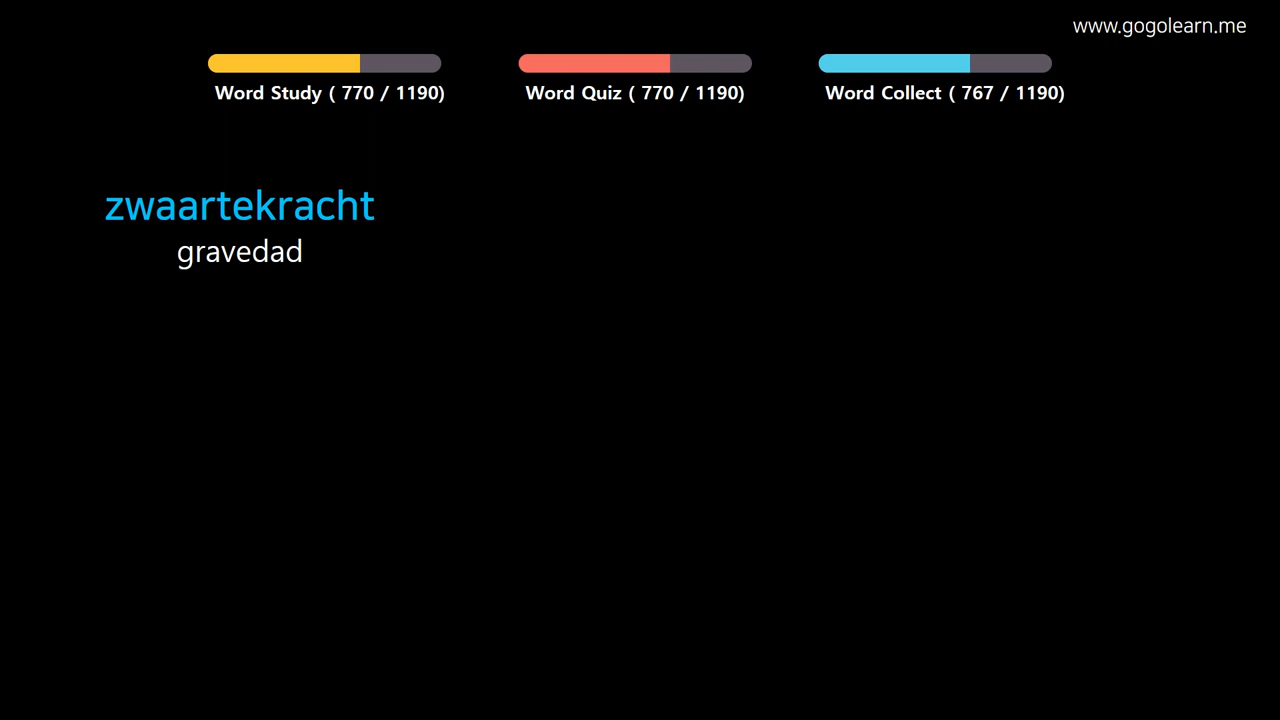 www.gogolearn.me
Word Study ( 770 / 1190)
Word Quiz ( 770 / 1190)
Word Collect ( 767 / 1190)
zwaartekracht
gravedad